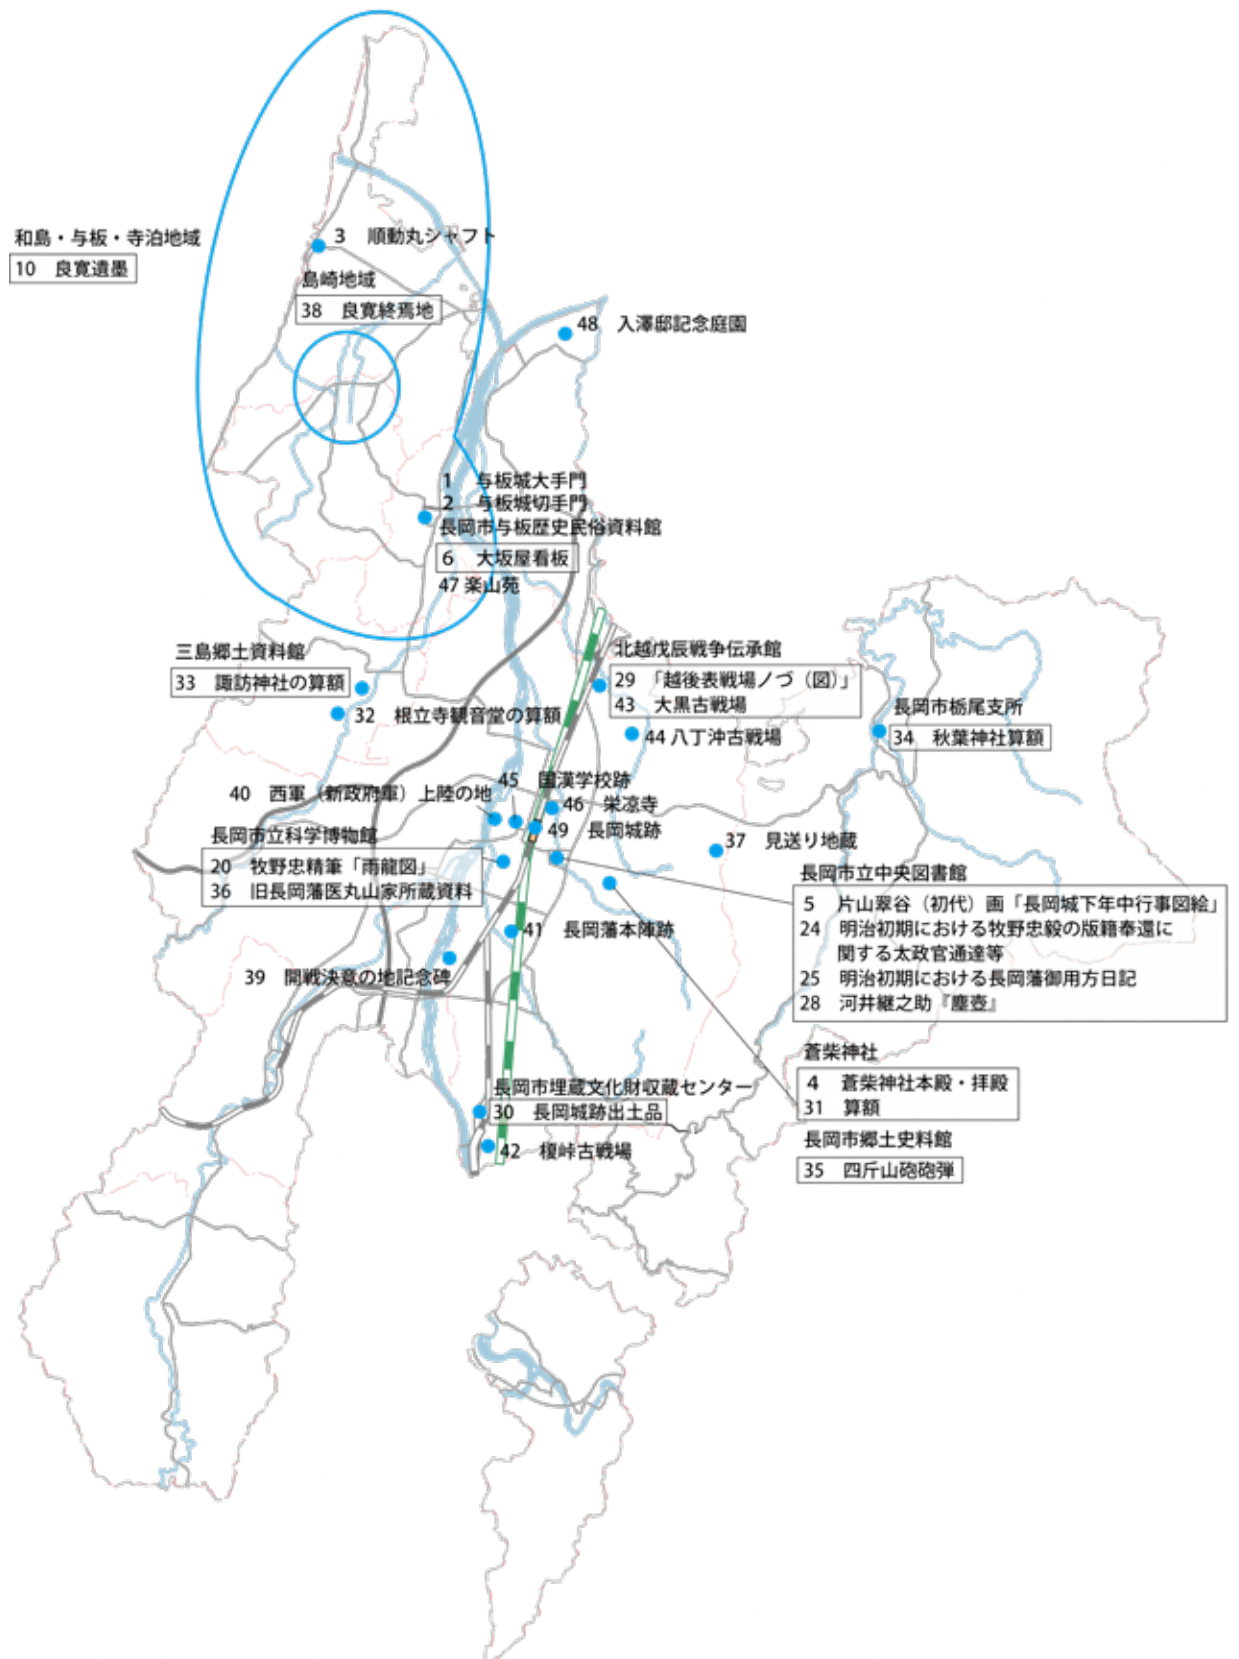 和島・与板・寺泊地域
10 良寛遺墨
3 順動丸シャフト
島崎地域
38 良寛終焉地
48 入澤邸記念庭園
1 与板城大手門
2 与板城切手門
長岡市与板歴史民俗資料館
6 大坂屋看板
47 楽山苑
三島郷土資料館
33 諏訪神社の算額
32 根立寺観音堂の算額
北越戊辰戦争伝承館
29 「越後表戦場ノづ（図）」
43 大黒古戦場
44 八丁沖古戦場
長岡市栃尾支所
34 秋葉神社算額
45 国漢学校跡
40 西軍（新政府軍）上陸の地
46 栄凉寺
49 長岡城跡
長岡市立科学博物館
20 牧野忠精筆「雨龍図」
36 旧長岡藩医丸山家所蔵資料
37 見送り地蔵
長岡市立中央図書館
5 片山翠谷（初代）画「長岡城下年中行事図絵」
24 明治初期における牧野忠毅の版籍奉還に
関する太政官通達等
25 明治初期における長岡藩御用方日記
28 河井継之助『塵壺』
41 長岡藩本陣跡
39 開戦決意の地記念碑
蒼柴神社
4 蒼柴神社本殿・拝殿
31 算額
長岡市埋蔵文化財収蔵センター
30 長岡城跡出土品
42 榎峠古戦場
長岡市郷土史料館
35 四斤山砲砲弾